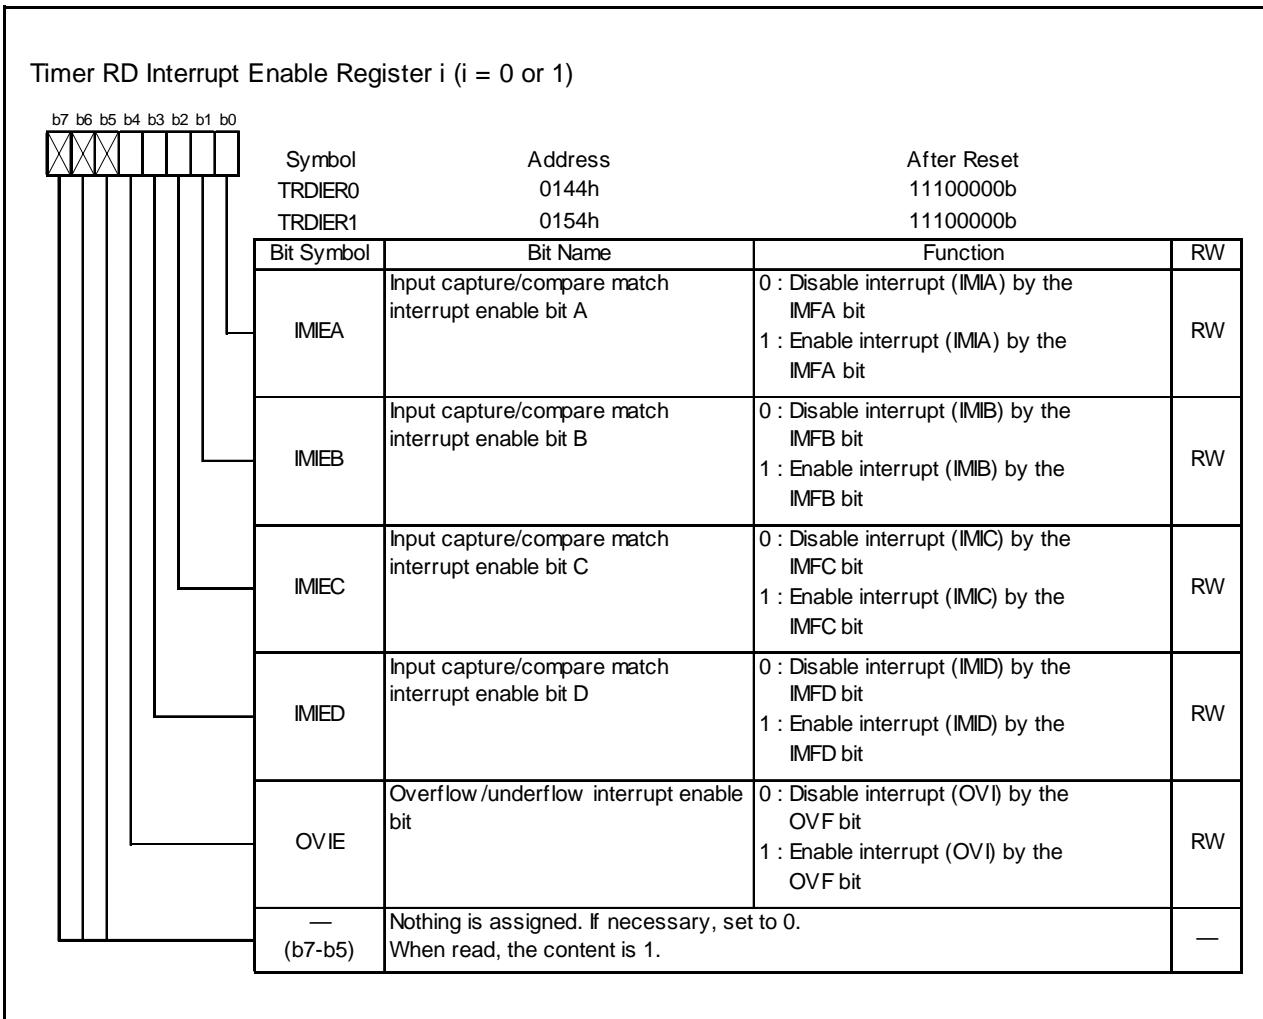 Timer RD Interrupt Enable Register i (i = 0 or 1)
b7 b6 b5 b4 b3 b2 b1 b0
Symbol Address After Reset
TRDIER0 0144h 11100000b
TRDIER1 0154h 11100000b
Bit Symbol Bit Name Function RW
IMIEA
Input capture/compare match
interrupt enable bit A
0 : Disable interrupt (IMIA) by the
IMFA bit
1 : Enable interrupt (IMIA) by the
IMFA bit
RW
IMIEB
Input capture/compare match
interrupt enable bit B
0 : Disable interrupt (IMIB) by the
IMFB bit
1 : Enable interrupt (IMIB) by the
IMFB bit
RW
IMIEC
Input capture/compare match
interrupt enable bit C
0 : Disable interrupt (IMIC) by the
IMFC bit
1 : Enable interrupt (IMIC) by the
IMFC bit
RW
IMIED
Input capture/compare match
interrupt enable bit D
0 : Disable interrupt (IMID) by the
IMFD bit
1 : Enable interrupt (IMID) by the
IMFD bit
RW
OVIE
Overflow/underflow interrupt enable
bit
0 : Disable interrupt (OVI) by the
OVF bit
1 : Enable interrupt (OVI) by the
OVF bit
RW
—
(b7-b5)
Nothing is assigned. If necessary, set to 0.
When read, the content is 1.
—